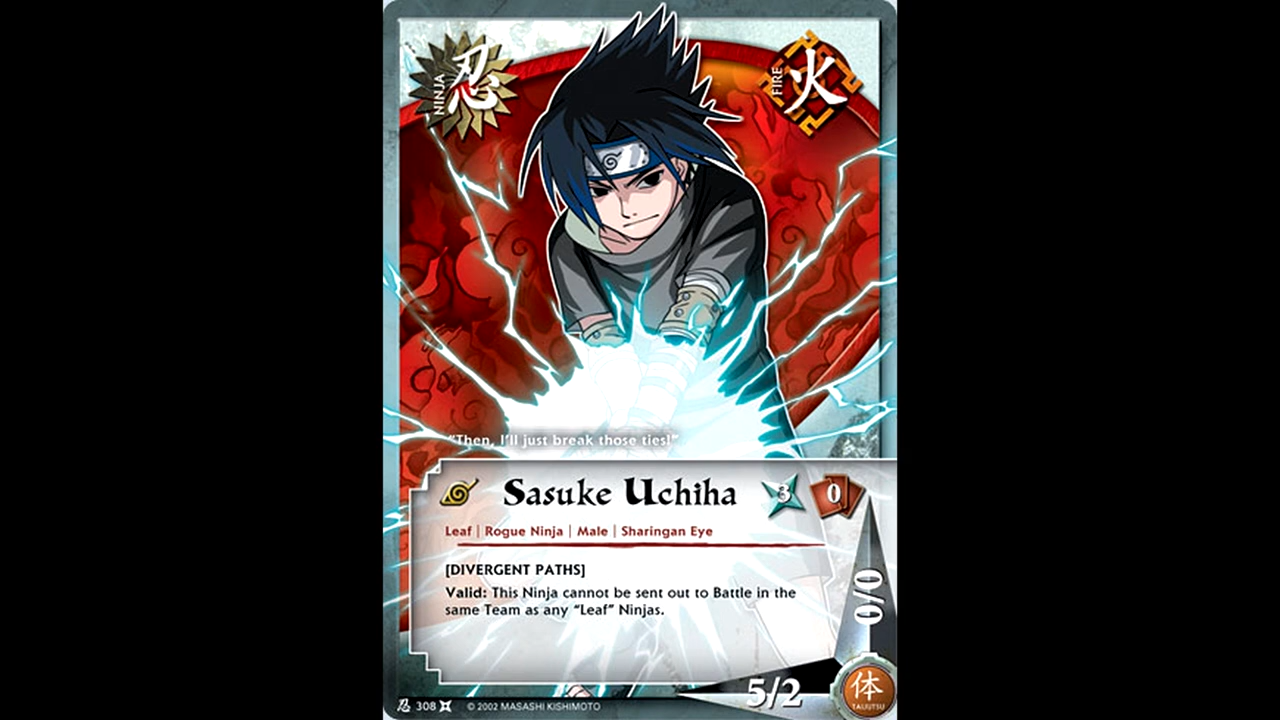 NINJA 忍
FIRE 火
"Then, I'll just break those ties!"
Sasuke Uchiha 3 0
Leaf | Rogue Ninja | Male | Sharingan Eye
[DIVERGENT PATHS]
Valid: This Ninja cannot be sent out to Battle in the
same Team as any “Leaf” Ninjas.
0/0
5/2
体
TAIJUTSU
忍 308 © 2002 MASASHI KISHIMOTO